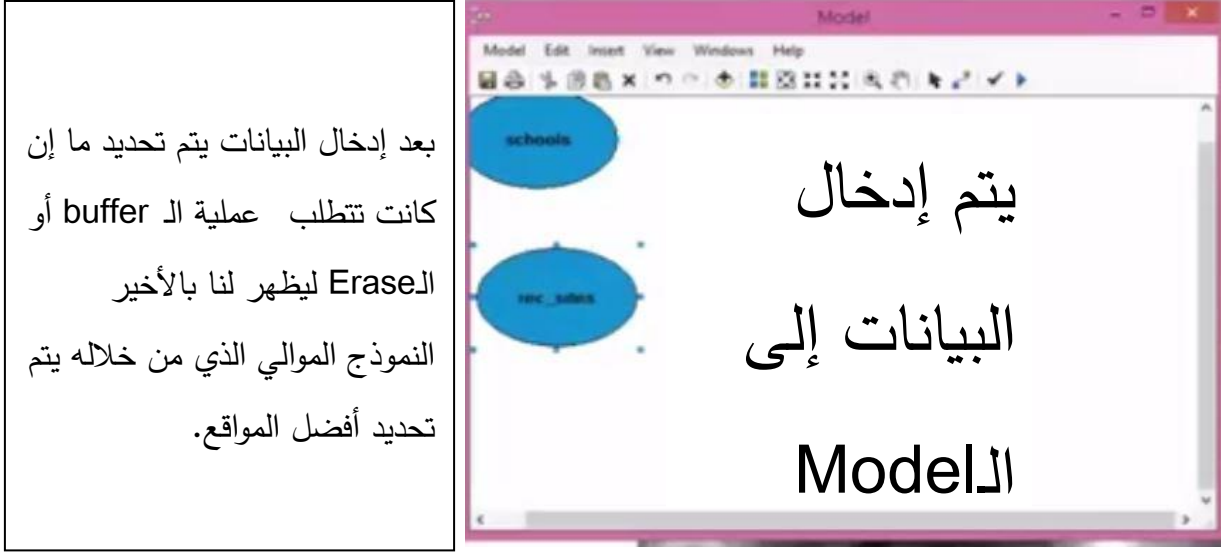 بعد إدخال البيانات يتم تحديد ما إن
كانت تتطلب عملية الـ buffer أو
الـErase ليظهر لنا بالأخير
النموذج الموالي الذي من خلاله يتم
تحديد أفضل المواقع.
Model
Model Edit Insert View Windows Help
schools
يتم إدخال
البيانات إلى
الـModel